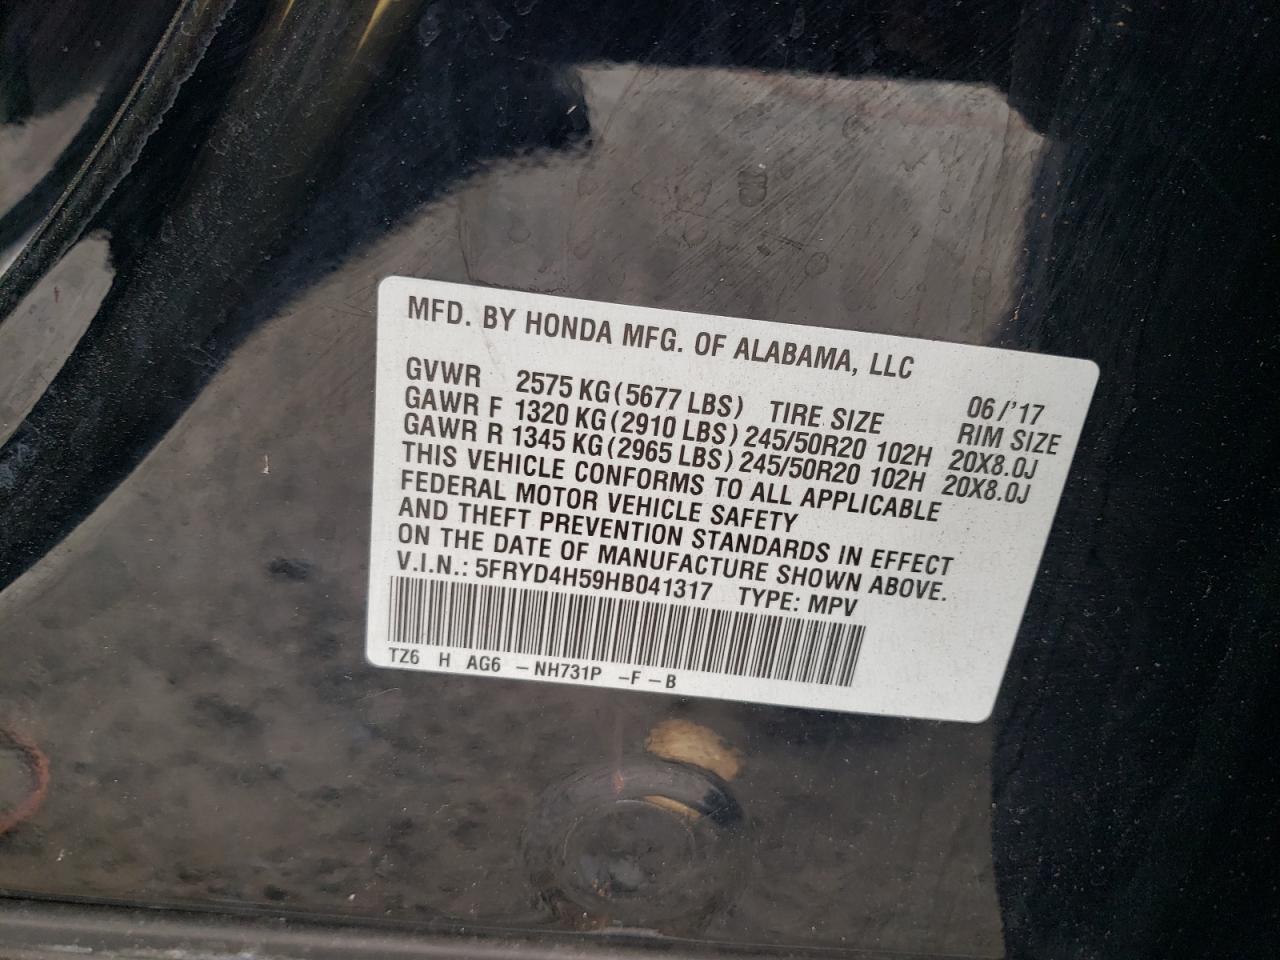 MFD. BY HONDA MFG. OF ALABAMA, LLC
06/'17
GVWR 2575 KG (5677 LBS) TIRE SIZE RIM SIZE
GAWR F 1320 KG (2910 LBS) 245/50R20 102H 20X8.0J
GAWR R 1345 KG (2965 LBS) 245/50R20 102H 20X8.0J
THIS VEHICLE CONFORMS TO ALL APPLICABLE
FEDERAL MOTOR VEHICLE SAFETY
AND THEFT PREVENTION STANDARDS IN EFFECT
ON THE DATE OF MANUFACTURE SHOWN ABOVE.
V.I.N.: 5FRYD4H59HB041317 TYPE: MPV
TZ6 H AG6 -NH731P -F-B